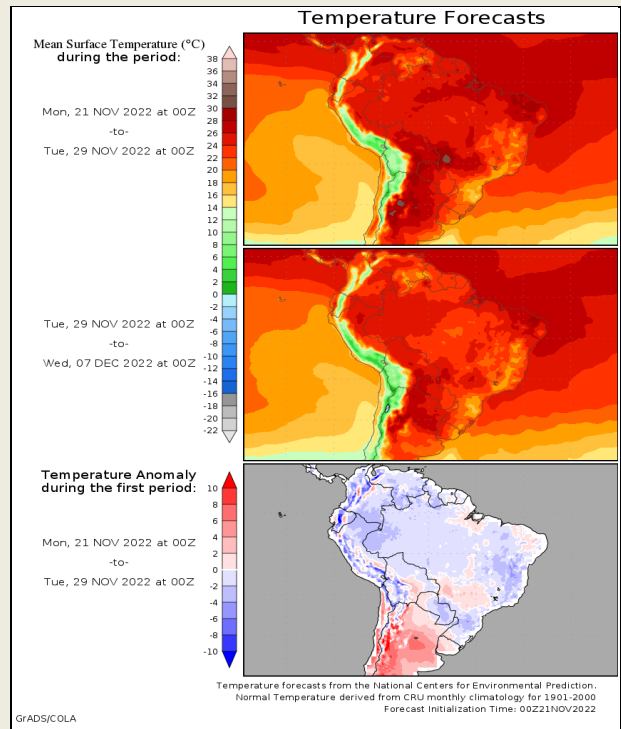 Temperature Forecasts
Mean Surface Temperature (°C)
during the period:
Mon, 21 NOV 2022 at 00Z
-to-
Tue, 29 NOV 2022 at 00Z
38
36
34
32
30
28
26
24
22
20
18
16
14
12
10
8
6
4
2
0
-2
-4
-6
-8
-10
-12
-14
-16
-18
-20
-22
Tue, 29 NOV 2022 at 00Z
-to-
Wed, 07 DEC 2022 at 00Z
Temperature Anomaly
during the first period:
Mon, 21 NOV 2022 at 00Z
-to-
Tue, 29 NOV 2022 at 00Z
10
8
6
4
2
0
-2
-4
-6
-8
-10
Temperature forecasts from the National Centers for Environmental Prediction.
Normal Temperature derived from CRU monthly climatology for 1901-2000
Forecast Initialization Time: 00Z21NOV2022
GrADS/COLA